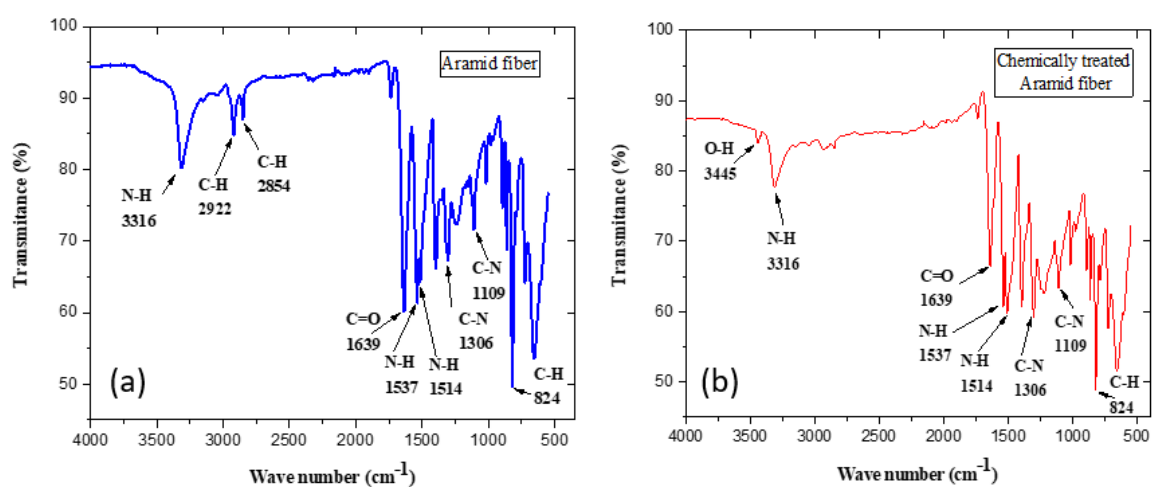 (a)
Aramid fiber
Transmitance (%)
100
90
80
70
60
50
N-H
3316
C-H
2922
C-H
2854
C=O
1639
N-H
1537
N-H
1514
C-N
1306
C-N
1109
C-H
824
4000 3500 3000 2500 2000 1500 1000 500
Wave number (cm-1)
(b)
Chemically treated
Aramid fiber
Transmitance (%)
100
90
80
70
60
50
O-H
3445
N-H
3316
C=O
1639
N-H
1537
N-H
1514
C-N
1306
C-N
1109
C-H
824
4000 3500 3000 2500 2000 1500 1000 500
Wave number (cm-1)